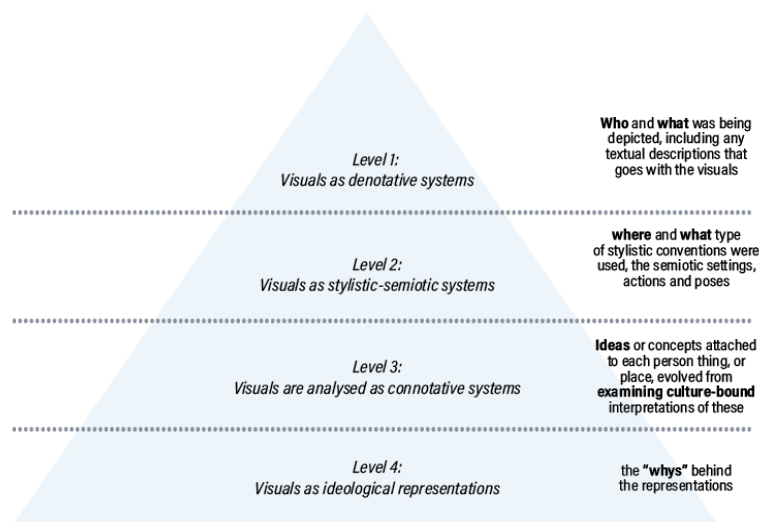 Level 1:
Visuals as denotative systems
Who and what was being
depicted, including any
textual descriptions that
goes with the visuals
Level 2:
Visuals as stylistic-semiotic systems
where and what type
of stylistic conventions were
used, the semiotic settings,
actions and poses
Level 3:
Visuals are analysed as connotative systems
Ideas or concepts attached
to each person thing, or
place, evolved from
examining culture-bound
interpretations of these
Level 4:
Visuals as ideological representations
the “whys” behind
the representations